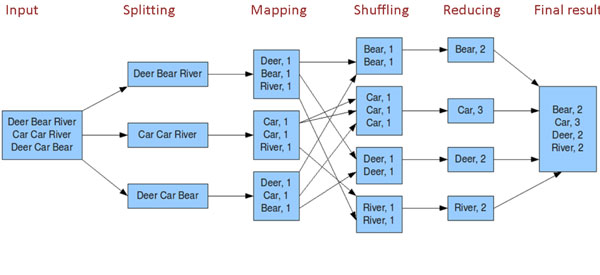 Input
Splitting
Mapping
Shuffling
Reducing
Final result
Deer Bear River
Car Car River
Deer Car Bear
Deer Bear River
Car Car River
Deer Car Bear
Deer, 1
Bear, 1
River, 1
Car, 1
Car, 1
River, 1
Deer, 1
Car, 1
Bear, 1
Bear, 1
Bear, 1
Car, 1
Car, 1
Car, 1
Deer, 1
Deer, 1
River, 1
River, 1
Bear, 2
Car, 3
Deer, 2
River, 2
Bear, 2
Car, 3
Deer, 2
River, 2